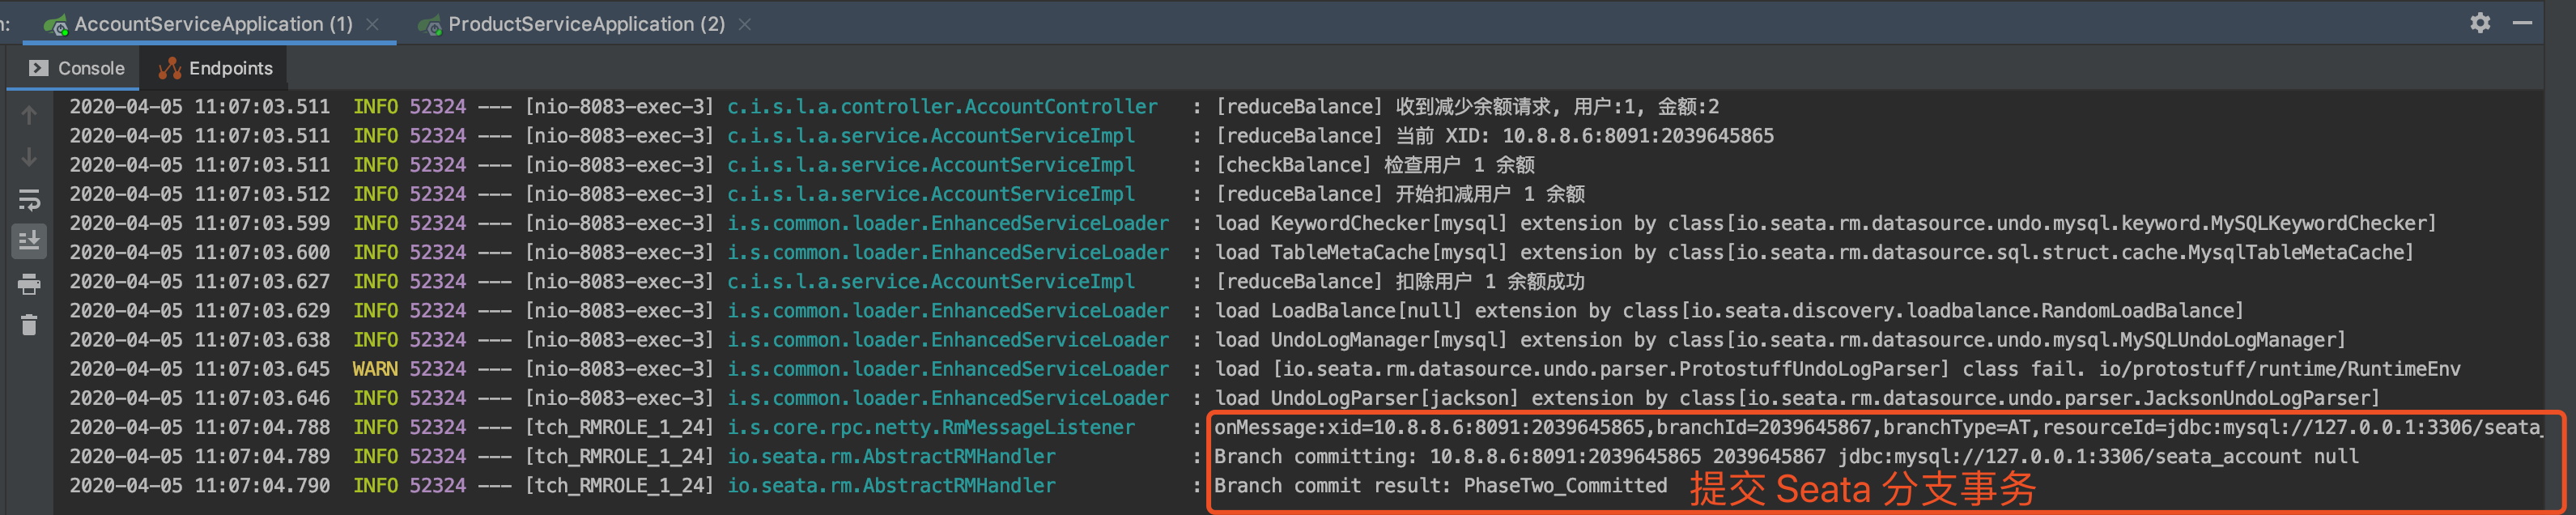 n: AccountServiceApplication (1) × ProductServiceApplication (2) ×
Console Endpoints
2020-04-05 11:07:03.511 INFO 52324 --- [nio-8083-exec-3] c.i.s.l.a.controller.AccountController : [reduceBalance] 收到减少余额请求, 用户:1, 金额:2
2020-04-05 11:07:03.511 INFO 52324 --- [nio-8083-exec-3] c.i.s.l.a.service.AccountServiceImpl : [reduceBalance] 当前 XID: 10.8.8.6:8091:2039645865
2020-04-05 11:07:03.511 INFO 52324 --- [nio-8083-exec-3] c.i.s.l.a.service.AccountServiceImpl : [checkBalance] 检查用户 1 余额
2020-04-05 11:07:03.512 INFO 52324 --- [nio-8083-exec-3] c.i.s.l.a.service.AccountServiceImpl : [reduceBalance] 开始扣减用户 1 余额
2020-04-05 11:07:03.599 INFO 52324 --- [nio-8083-exec-3] i.s.common.loader.EnhancedServiceLoader : load KeywordChecker[mysql] extension by class[io.seata.rm.datasource.undo.mysql.keyword.MySQLKeywordChecker]
2020-04-05 11:07:03.600 INFO 52324 --- [nio-8083-exec-3] i.s.common.loader.EnhancedServiceLoader : load TableMetaCache[mysql] extension by class[io.seata.rm.datasource.sql.struct.cache.MysqlTableMetaCache]
2020-04-05 11:07:03.627 INFO 52324 --- [nio-8083-exec-3] c.i.s.l.a.service.AccountServiceImpl : [reduceBalance] 扣除用户 1 余额成功
2020-04-05 11:07:03.629 INFO 52324 --- [nio-8083-exec-3] i.s.common.loader.EnhancedServiceLoader : load LoadBalance[null] extension by class[io.seata.discovery.loadbalance.RandomLoadBalance]
2020-04-05 11:07:03.638 INFO 52324 --- [nio-8083-exec-3] i.s.common.loader.EnhancedServiceLoader : load UndoLogManager[mysql] extension by class[io.seata.rm.datasource.undo.mysql.MySQLUndoLogManager]
2020-04-05 11:07:03.645 WARN 52324 --- [nio-8083-exec-3] i.s.common.loader.EnhancedServiceLoader : load [io.seata.rm.datasource.undo.parser.ProtostuffUndoLogParser] class fail. io/protostuff/runtime/RuntimeEnv
2020-04-05 11:07:03.646 INFO 52324 --- [nio-8083-exec-3] i.s.common.loader.EnhancedServiceLoader : load UndoLogParser[jackson] extension by class[io.seata.rm.datasource.undo.parser.JacksonUndoLogParser]
2020-04-05 11:07:04.788 INFO 52324 --- [tch_RMROLE_1_24] i.s.core.rpc.netty.RmMessageListener : onMessage:xid=10.8.8.6:8091:2039645865,branchId=2039645867,branchType=AT,resourceId=jdbc:mysql://127.0.0.1:3306/seata_
2020-04-05 11:07:04.789 INFO 52324 --- [tch_RMROLE_1_24] io.seata.rm.AbstractRMHandler : Branch committing: 10.8.8.6:8091:2039645865 2039645867 jdbc:mysql://127.0.0.1:3306/seata_account null
2020-04-05 11:07:04.790 INFO 52324 --- [tch_RMROLE_1_24] io.seata.rm.AbstractRMHandler : Branch commit result: PhaseTwo_Committed 提交 Seata 分支事务